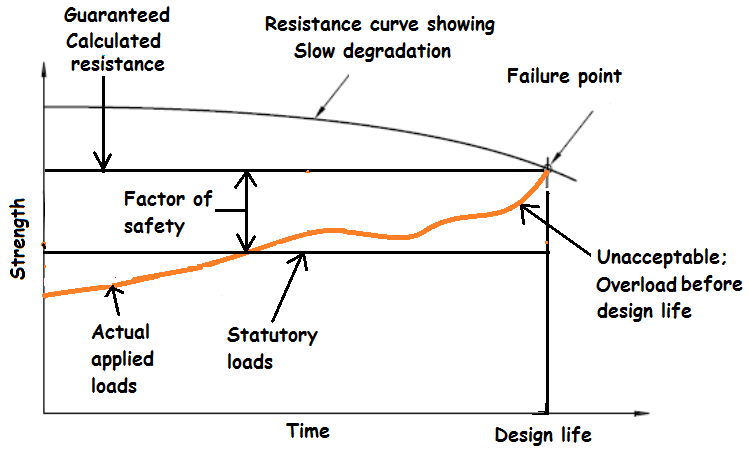 Guaranteed
Calculated
resistance
Resistance curve showing
Slow degradation
Failure point
Factor of
safety
Strength
Unacceptable;
Overload before
design life
Actual
applied
loads
Statutory
loads
Time
Design life